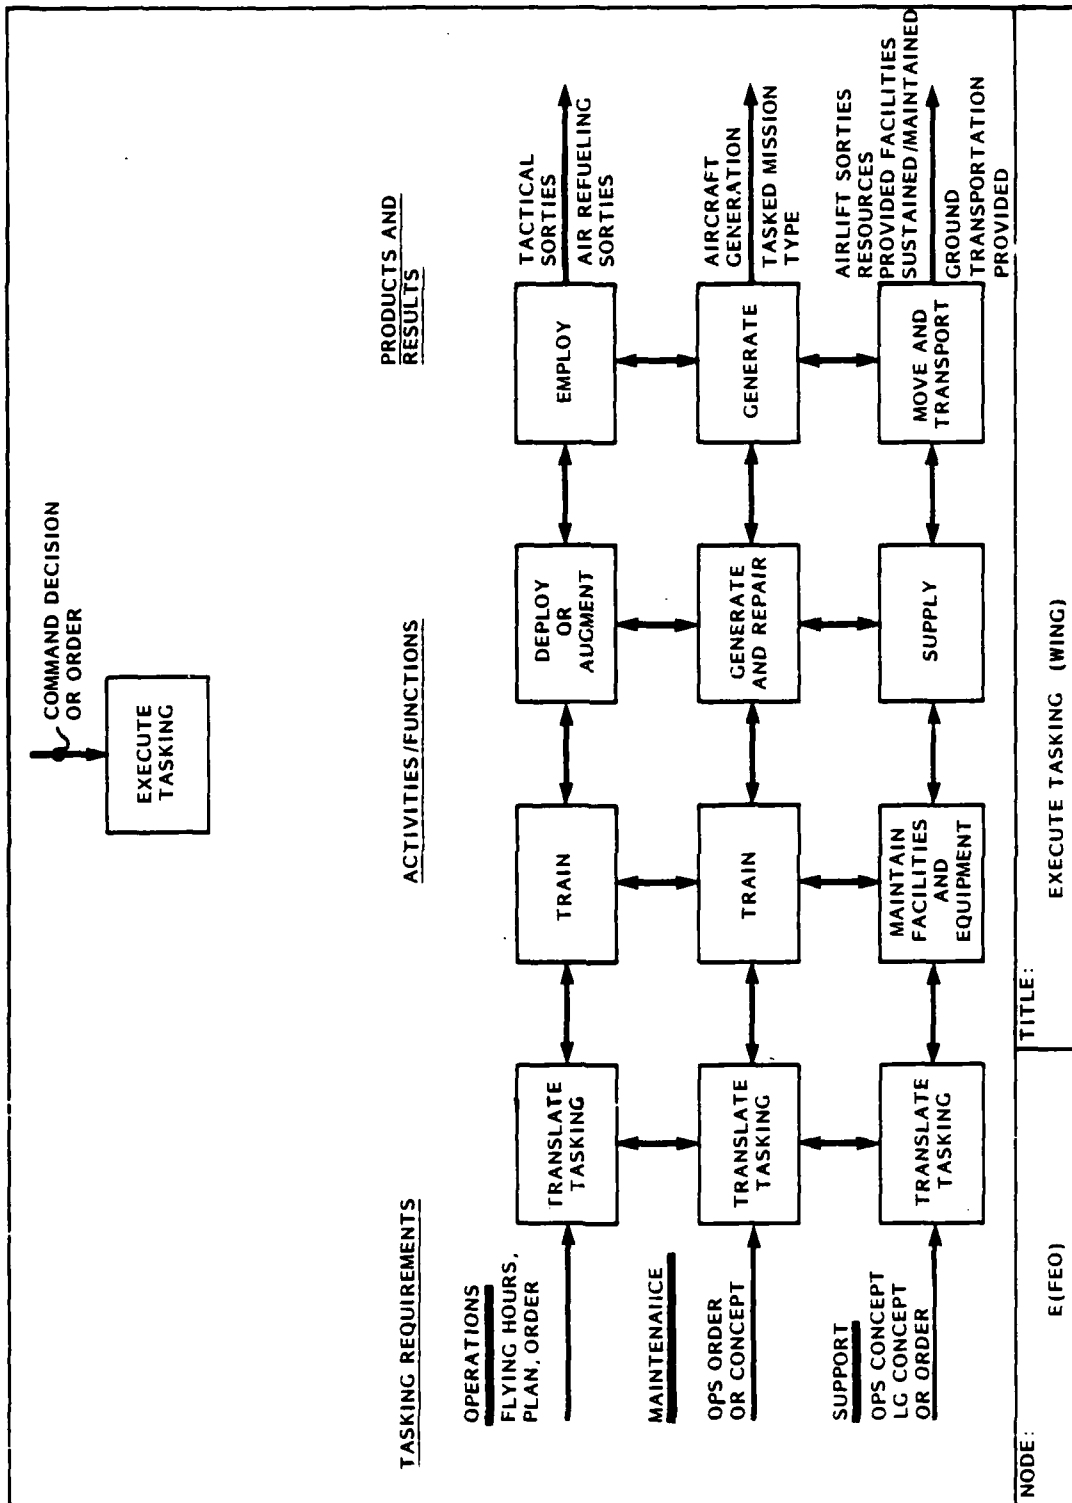 COMMAND DECISION
OR ORDER
EXECUTE
TASKING
TASKING REQUIREMENTS
ACTIVITIES/FUNCTIONS
PRODUCTS AND
RESULTS
OPERATIONS
FLYING HOURS,
PLAN, ORDER
TRANSLATE
TASKING
TRAIN
DEPLOY
OR
AUGMENT
EMPLOY
TACTICAL
SORTIES
AIR REFUELING
SORTIES
MAINTENANCE
OPS ORDER
OR CONCEPT
TRANSLATE
TASKING
TRAIN
GENERATE
AND REPAIR
GENERATE
AIRCRAFT
GENERATION
TASKED MISSION
TYPE
SUPPORT
OPS CONCEPT
LG CONCEPT
OR ORDER
TRANSLATE
TASKING
MAINTAIN
FACILITIES
AND
EQUIPMENT
SUPPLY
MOVE AND
TRANSPORT
AIRLIFT SORTIES
RESOURCES
PROVIDED FACILITIES
SUSTAINED/MAINTAINED
GROUND
TRANSPORTATION
PROVIDED
NODE:
E(FEO)
TITLE:
EXECUTE TASKING (WING)